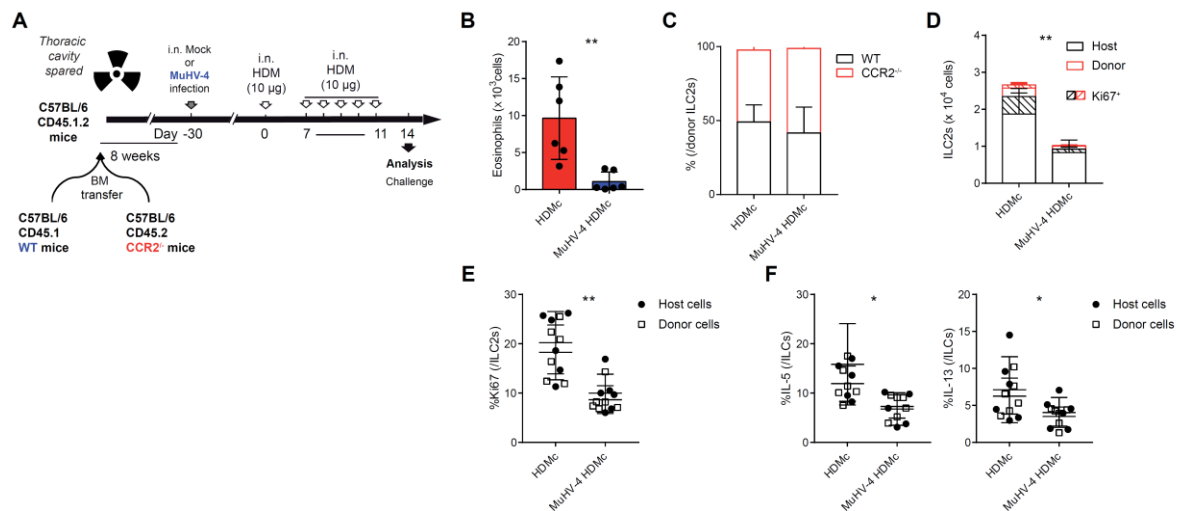 A
Thoracic
cavity
spared
C57BL/6
CD45.1.2
mice
i.n. Mock
or
MuHV-4
infection
i.n.
HDM
(10 µg)
i.n.
HDM
(10 µg)
Day -30 0 7 11 14
8 weeks
Analysis
Challenge
BM
transfer
C57BL/6
CD45.1
WT mice
C57BL/6
CD45.2
CCR2-/- mice
B
**
Eosinophils (x 10³cells)
20
15
10
5
0
HDMc
MuHV-4 HDMc
C
% (/donor ILC2s)
100
50
0
WT
CCR2-/-
HDMc
MuHV-4 HDMc
D
**
ILC2s (x 10⁴ cells)
4
3
2
1
0
Host
Donor
Ki67+
HDMc
MuHV-4 HDMc
E
**
%Ki67 (/ILC2s)
30
20
10
0
Host cells
Donor cells
HDMc
MuHV-4 HDMc
F
*
%IL-5 (/ILCs)
30
20
10
0
HDMc
MuHV-4 HDMc
*
%IL-13 (/ILCs)
20
15
10
5
0
Host cells
Donor cells
HDMc
MuHV-4 HDMc